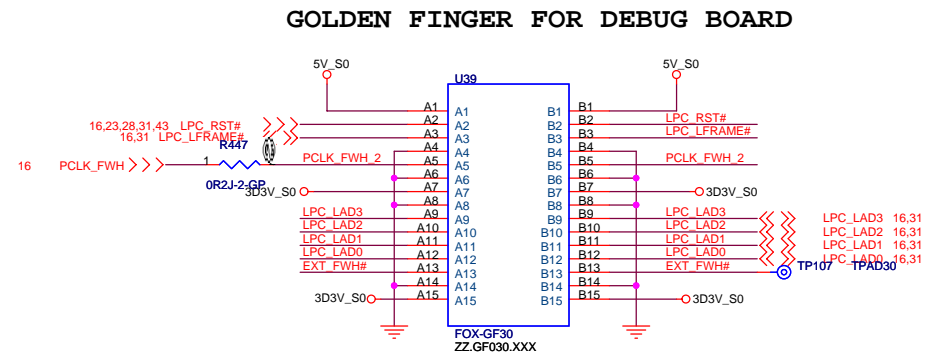 GOLDEN FINGER FOR DEBUG BOARD
5V_S0 5V_S0
U39
A1 A1 B1 B1
16,23,28,31,43 LPC_RST# A2 A2 B2 B2 LPC_RST#
16,31 LPC_LFRAME# A3 A3 B3 B3 LPC_LFRAME#
R447 A4 A4 B4 B4
16 PCLK_FWH 1 PCLK_FWH_2 A5 A5 B5 B5 PCLK_FWH_2
0R2J-2-GP A6 A6 B6 B6
3D3V_S0 A7 A7 B7 B7 3D3V_S0
A8 A8 B8 B8
LPC_LAD3 A9 A9 B9 B9 LPC_LAD3 LPC_LAD3 16,31
LPC_LAD2 A10 A10 B10 B10 LPC_LAD2 LPC_LAD2 16,31
LPC_LAD1 A11 A11 B11 B11 LPC_LAD1 LPC_LAD1 16,31
LPC_LAD0 A12 A12 B12 B12 LPC_LAD0 LPC_LAD0 16,31
EXT_FWH# A13 A13 B13 B13 EXT_FWH# TP107 TPAD30
A14 A14 B14 B14
3D3V_S0 A15 A15 B15 B15 3D3V_S0
FOX-GF30
ZZ.GF030.XXX